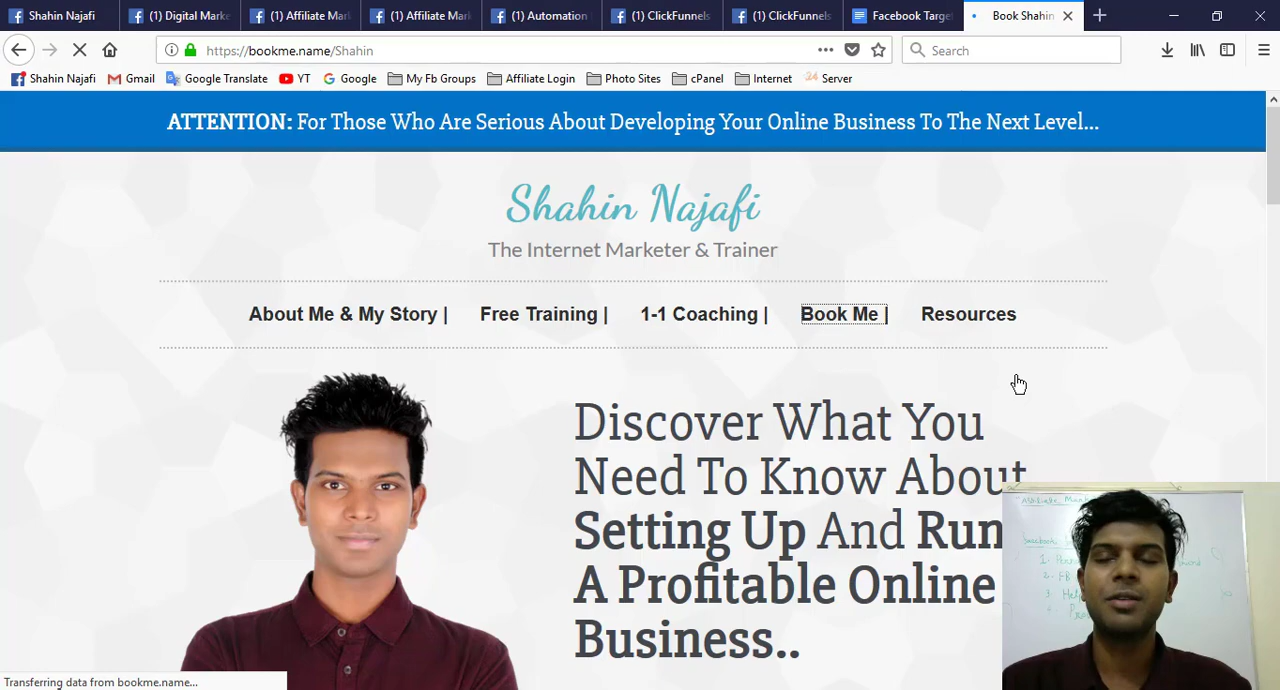 Shahin Najafi
(1) Digital Marke
(1) Affiliate Mar
(1) Affiliate Mar
(1) Automation
(1) ClickFunnels
(1) ClickFunnels
Facebook Targe
Book Shahin
https://bookme.name/Shahin
Search
Shahin Najafi
Gmail
Google Translate
YT
Google
My Fb Groups
Affiliate Login
Photo Sites
cPanel
Internet
24 Server
ATTENTION: For Those Who Are Serious About Developing Your Online Business To The Next Level...
Shahin Najafi
The Internet Marketer & Trainer
About Me & My Story |
Free Training |
1-1 Coaching |
Book Me |
Resources
Discover What You
Need To Know About
Setting Up And Run
A Profitable Online
Business..
Transferring data from bookme.name...